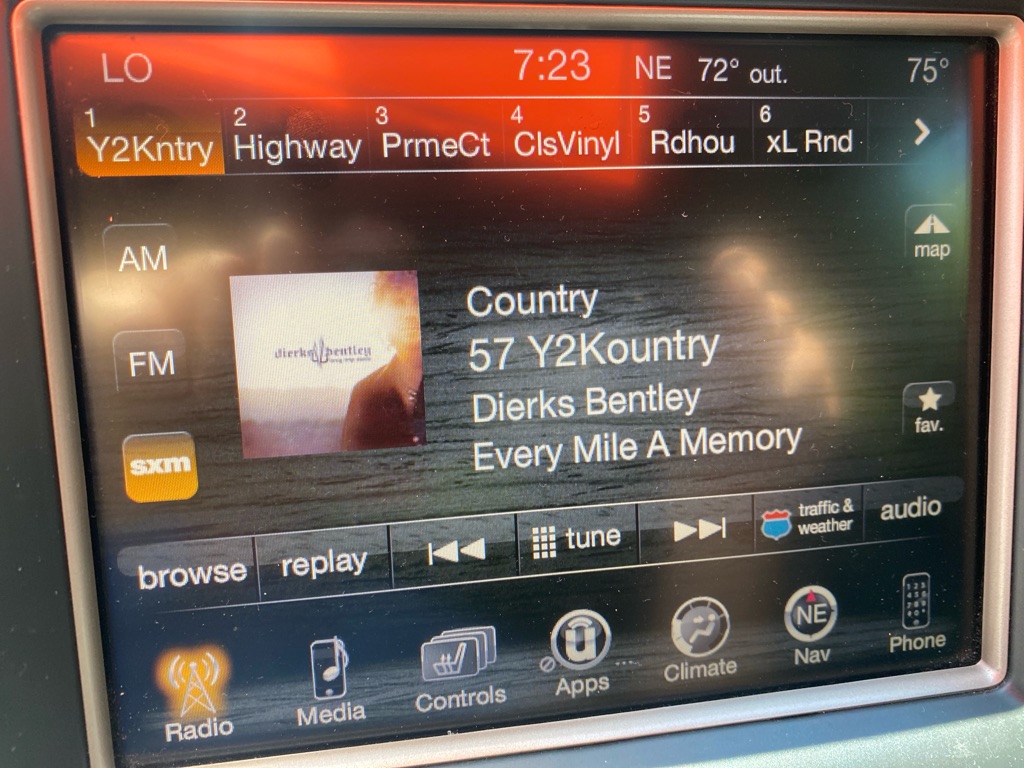 LO 7:23 NE 72° out. 75°
1 2 3 4 5 6
Y2Kntry Highway PrmeCt ClsVinyl Rdhou xL Rnd
AM
map
FM
sxm
dierks bentley
Country
57 Y2Kountry
Dierks Bentley
Every Mile A Memory
fav.
browse replay tune traffic & weather audio
NE
Radio Media Controls Apps Climate Nav Phone